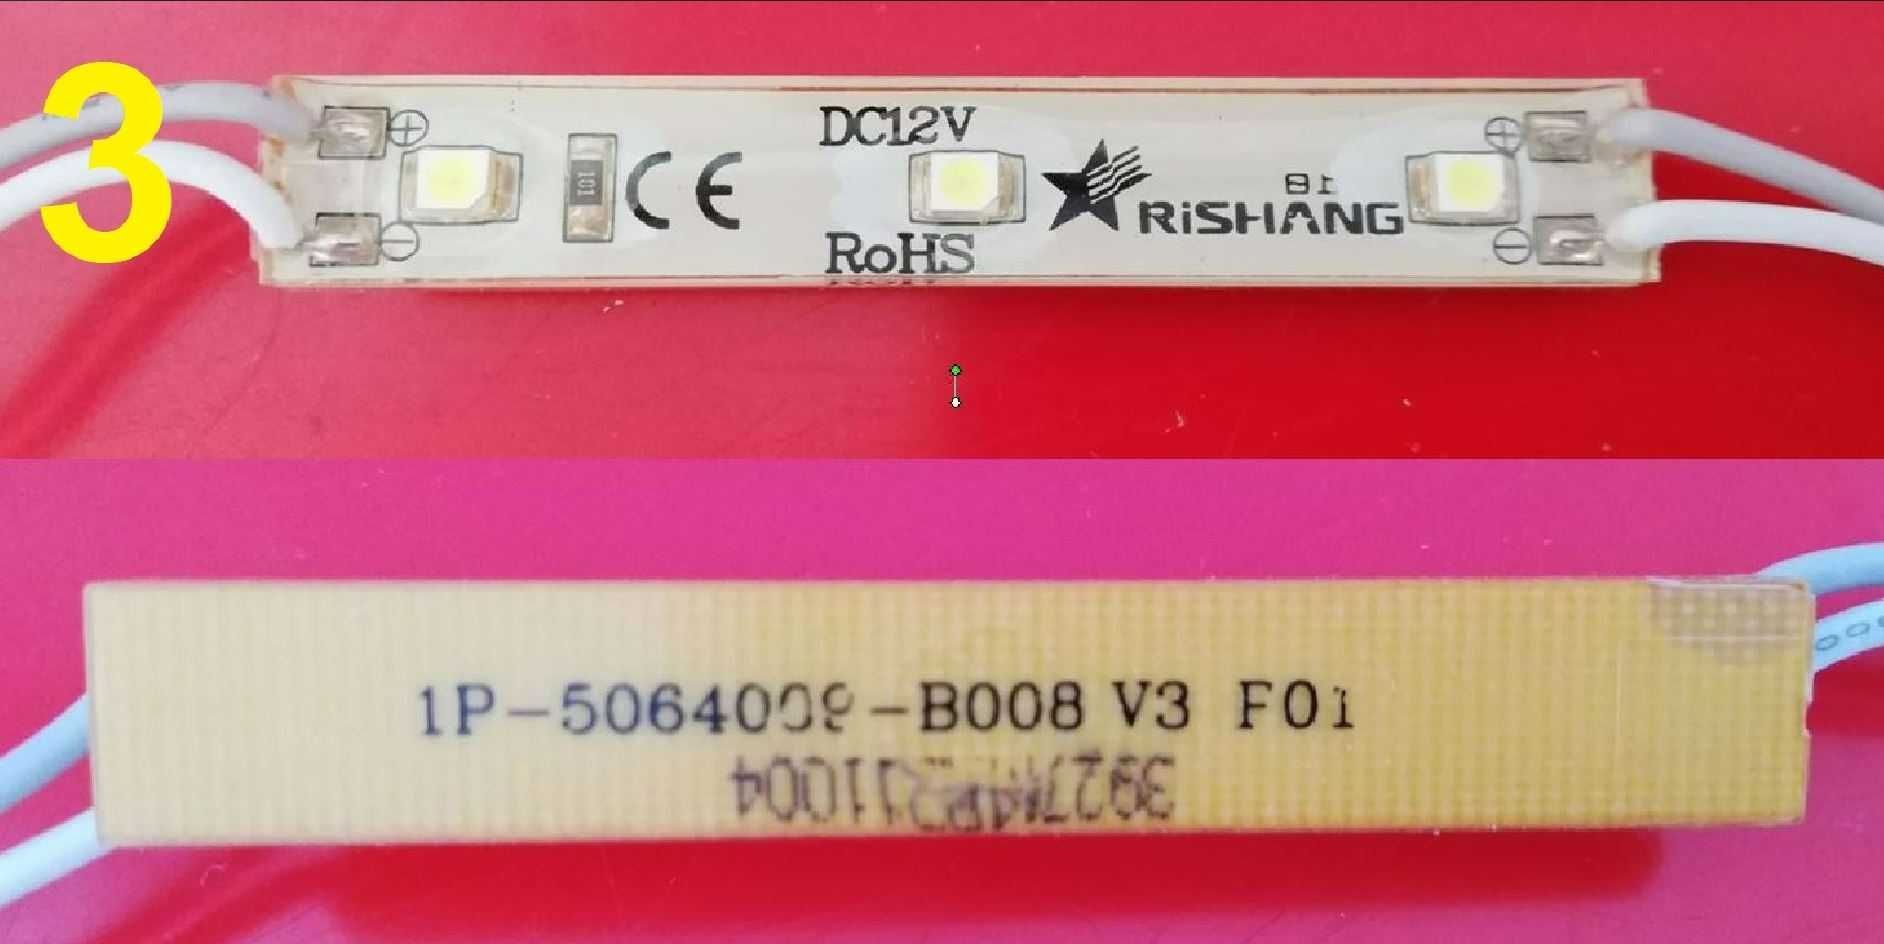 3
DC12V
101
CE
18
RiSHANG
RoHS
1P-5064009-B008 V3 F01